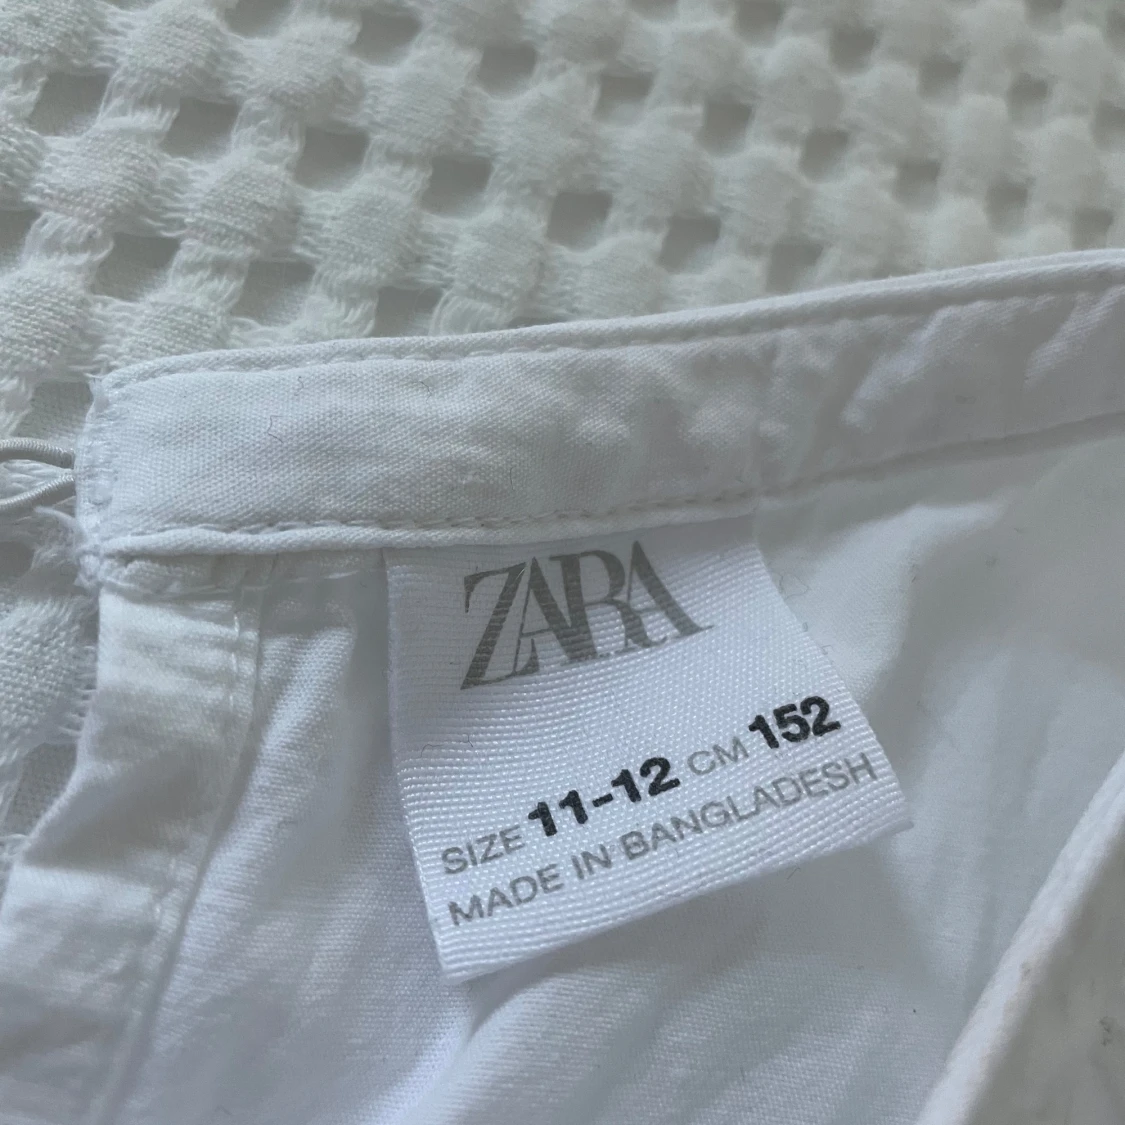 ZARA
SIZE 11-12 CM 152
MADE IN BANGLADESH